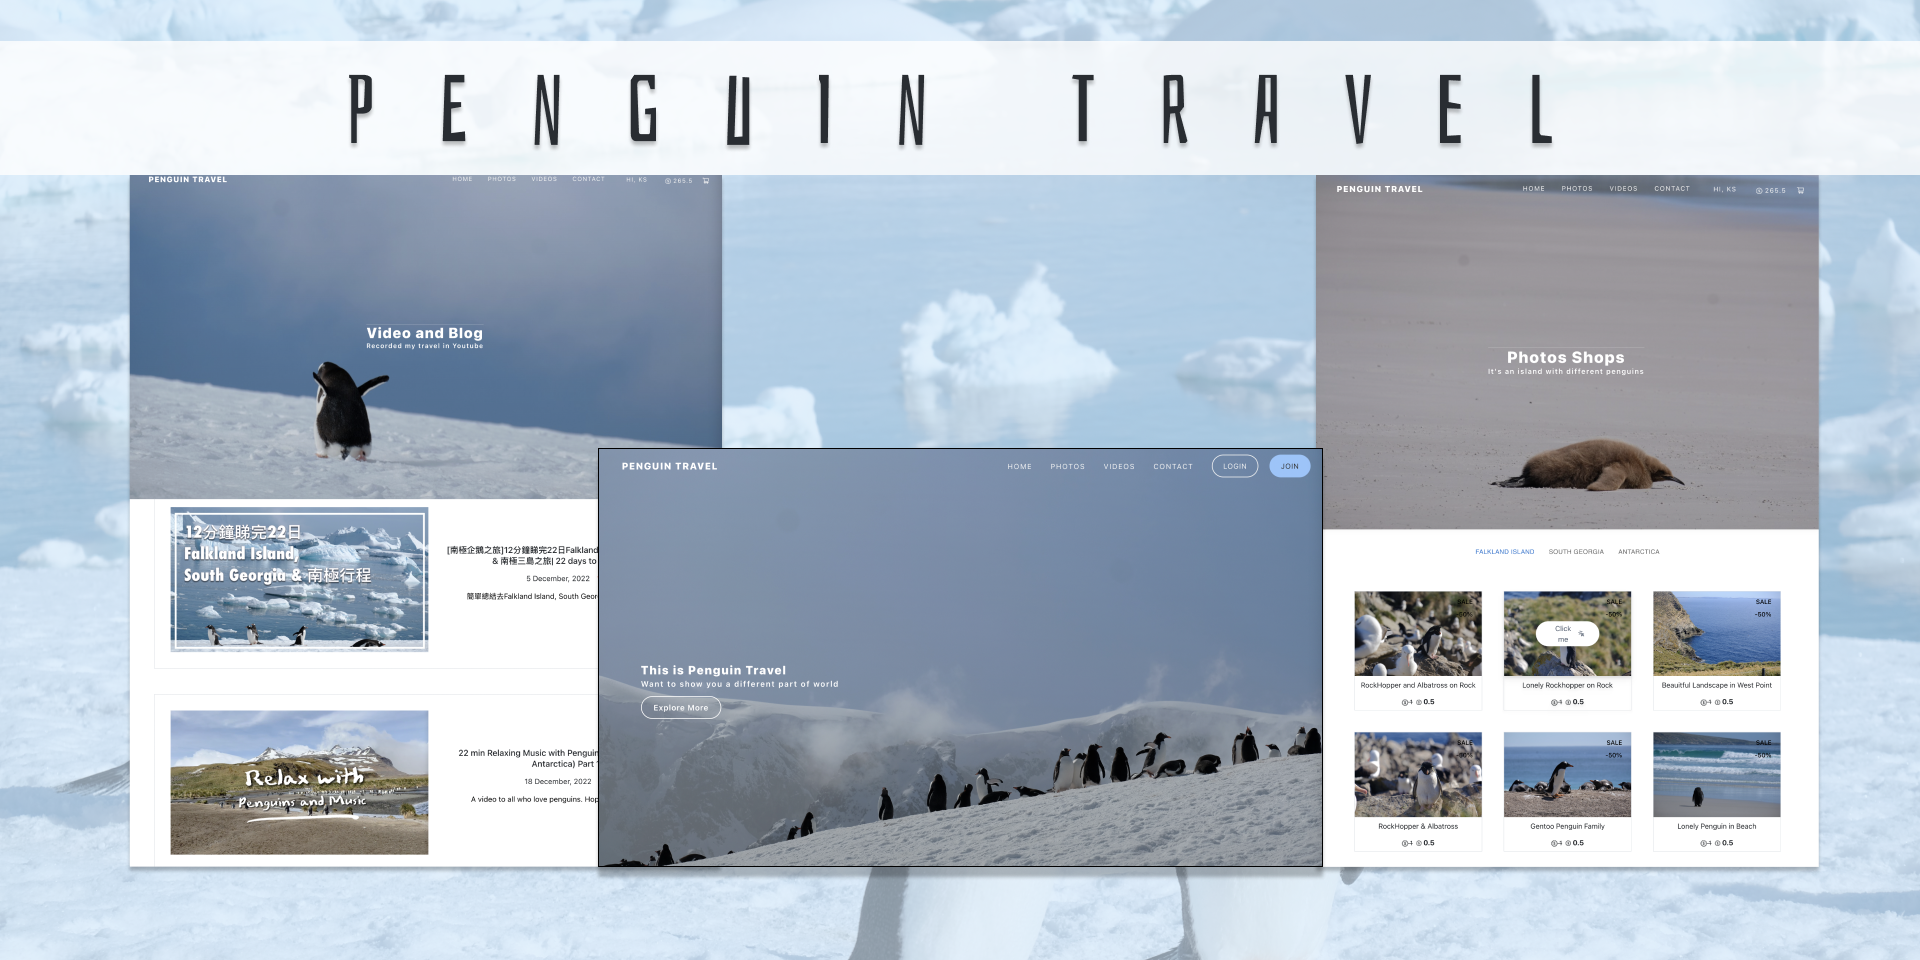 PENGUIN TRAVEL
PENGUIN TRAVEL
HOME PHOTOS VIDEOS CONTACT HI, KS 265.5
Video and Blog
Recorded my travel in Youtube
12分鐘睇完22日
Falkland Island,
South Georgia & 南極行程
[南極企鵝之旅]12分鐘睇完22日Falkland
& 南極三島之旅| 22 days to
5 December, 2022
簡單總結去Falkland Island, South Geor
Relax with
Penguins and Music
22 min Relaxing Music with Penguin
Antarctica) Part
18 December, 2022
A video to all who love penguins. Hop
PENGUIN TRAVEL
HOME PHOTOS VIDEOS CONTACT LOGIN JOIN
This is Penguin Travel
Want to show you a different part of world
Explore More
PENGUIN TRAVEL
HOME PHOTOS VIDEOS CONTACT HI, KS 265.5
Photos Shops
It's an island with different penguins
FALKLAND ISLAND SOUTH GEORGIA ANTARCTICA
SALE
-50%
RockHopper and Albatross on Rock
1 0.5
SALE
-50%
Click
me
Lonely Rockhopper on Rock
1 0.5
SALE
-50%
Beauitful Landscape in West Point
1 0.5
SALE
-50%
RockHopper & Albatross
1 0.5
SALE
-50%
Gentoo Penguin Family
1 0.5
SALE
-50%
Lonely Penguin in Beach
1 0.5